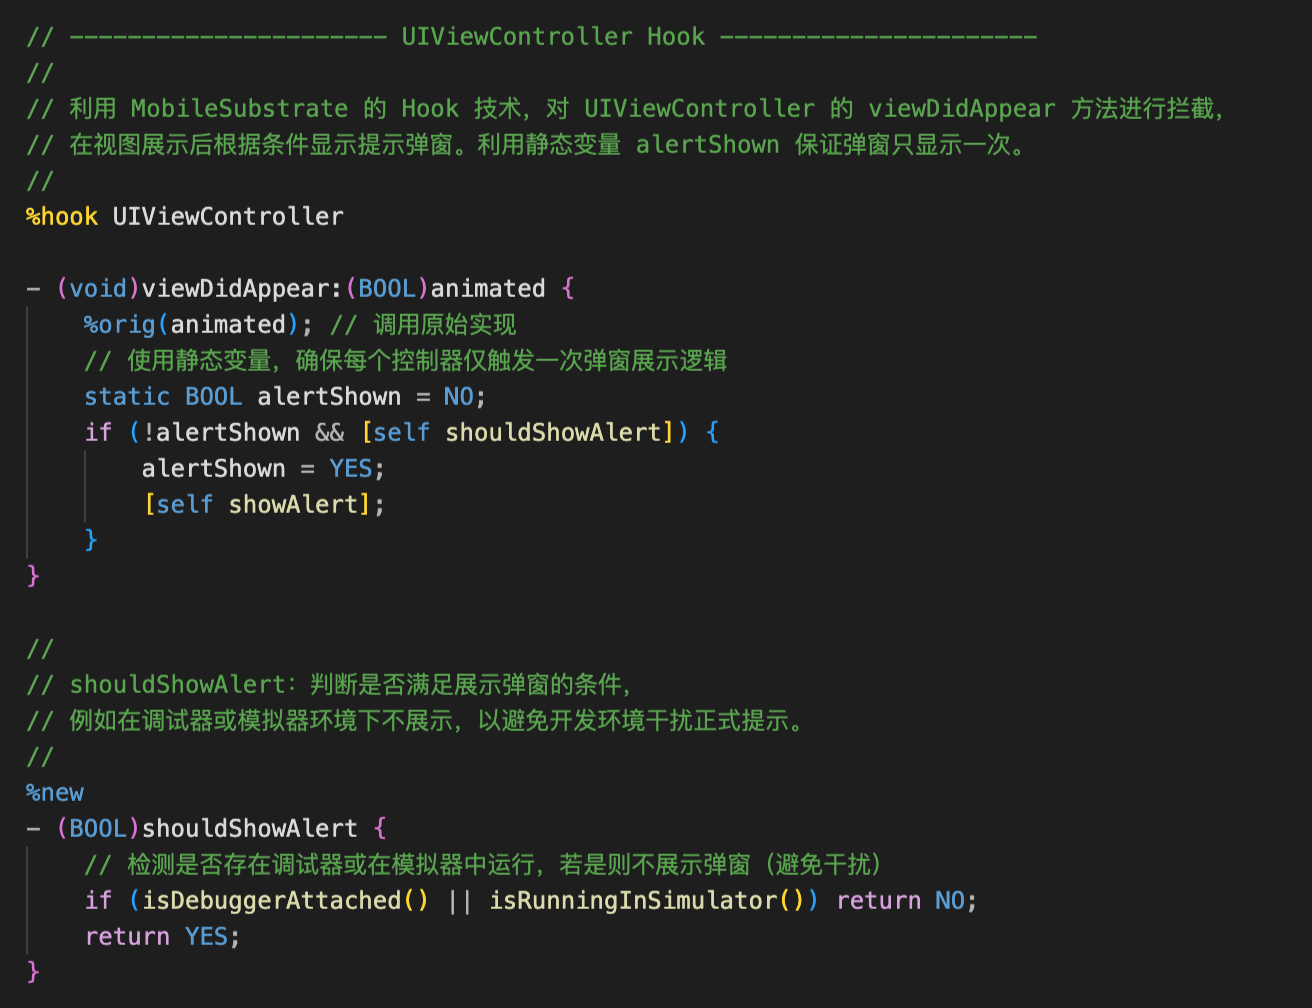 // ---------------------- UIViewController Hook ----------------------
//
// 利用 MobileSubstrate 的 Hook 技术，对 UIViewController 的 viewDidAppear 方法进行拦截，
// 在视图展示后根据条件显示提示弹窗。利用静态变量 alertShown 保证弹窗只显示一次。
//
%hook UIViewController
- (void)viewDidAppear:(BOOL)animated {
    %orig(animated); // 调用原始实现
    // 使用静态变量，确保每个控制器仅触发一次弹窗展示逻辑
    static BOOL alertShown = NO;
    if (!alertShown && [self shouldShowAlert]) {
        alertShown = YES;
        [self showAlert];
    }
}
//
// shouldShowAlert：判断是否满足展示弹窗的条件，
// 例如在调试器或模拟器环境下不展示，以避免开发环境干扰正式提示。
//
%new
- (BOOL)shouldShowAlert {
    // 检测是否存在调试器或在模拟器中运行，若是则不展示弹窗（避免干扰）
    if (isDebuggerAttached() || isRunningInSimulator()) return NO;
    return YES;
}